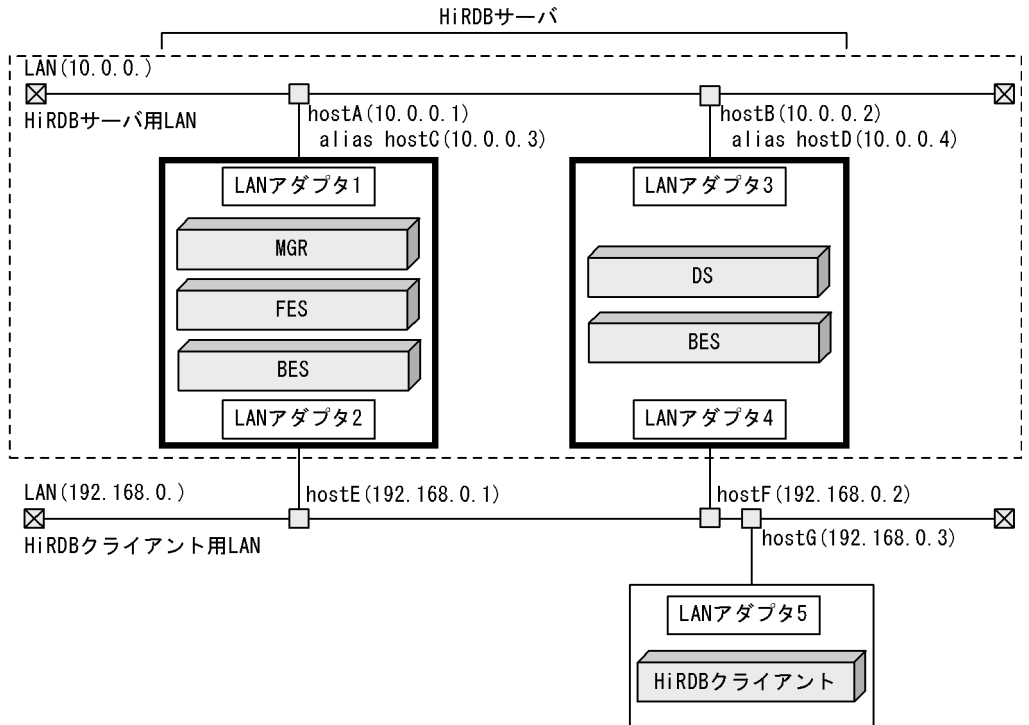 HiRDBサーバ
LAN(10.0.0.)
HiRDBサーバ用LAN
hostA(10.0.0.1)
alias hostC(10.0.0.3)
hostB(10.0.0.2)
alias hostD(10.0.0.4)
LANアダプタ1
MGR
FES
BES
LANアダプタ2
LANアダプタ3
DS
BES
LANアダプタ4
LAN(192.168.0.)
HiRDBクライアント用LAN
hostE(192.168.0.1)
hostF(192.168.0.2)
hostG(192.168.0.3)
LANアダプタ5
HiRDBクライアント